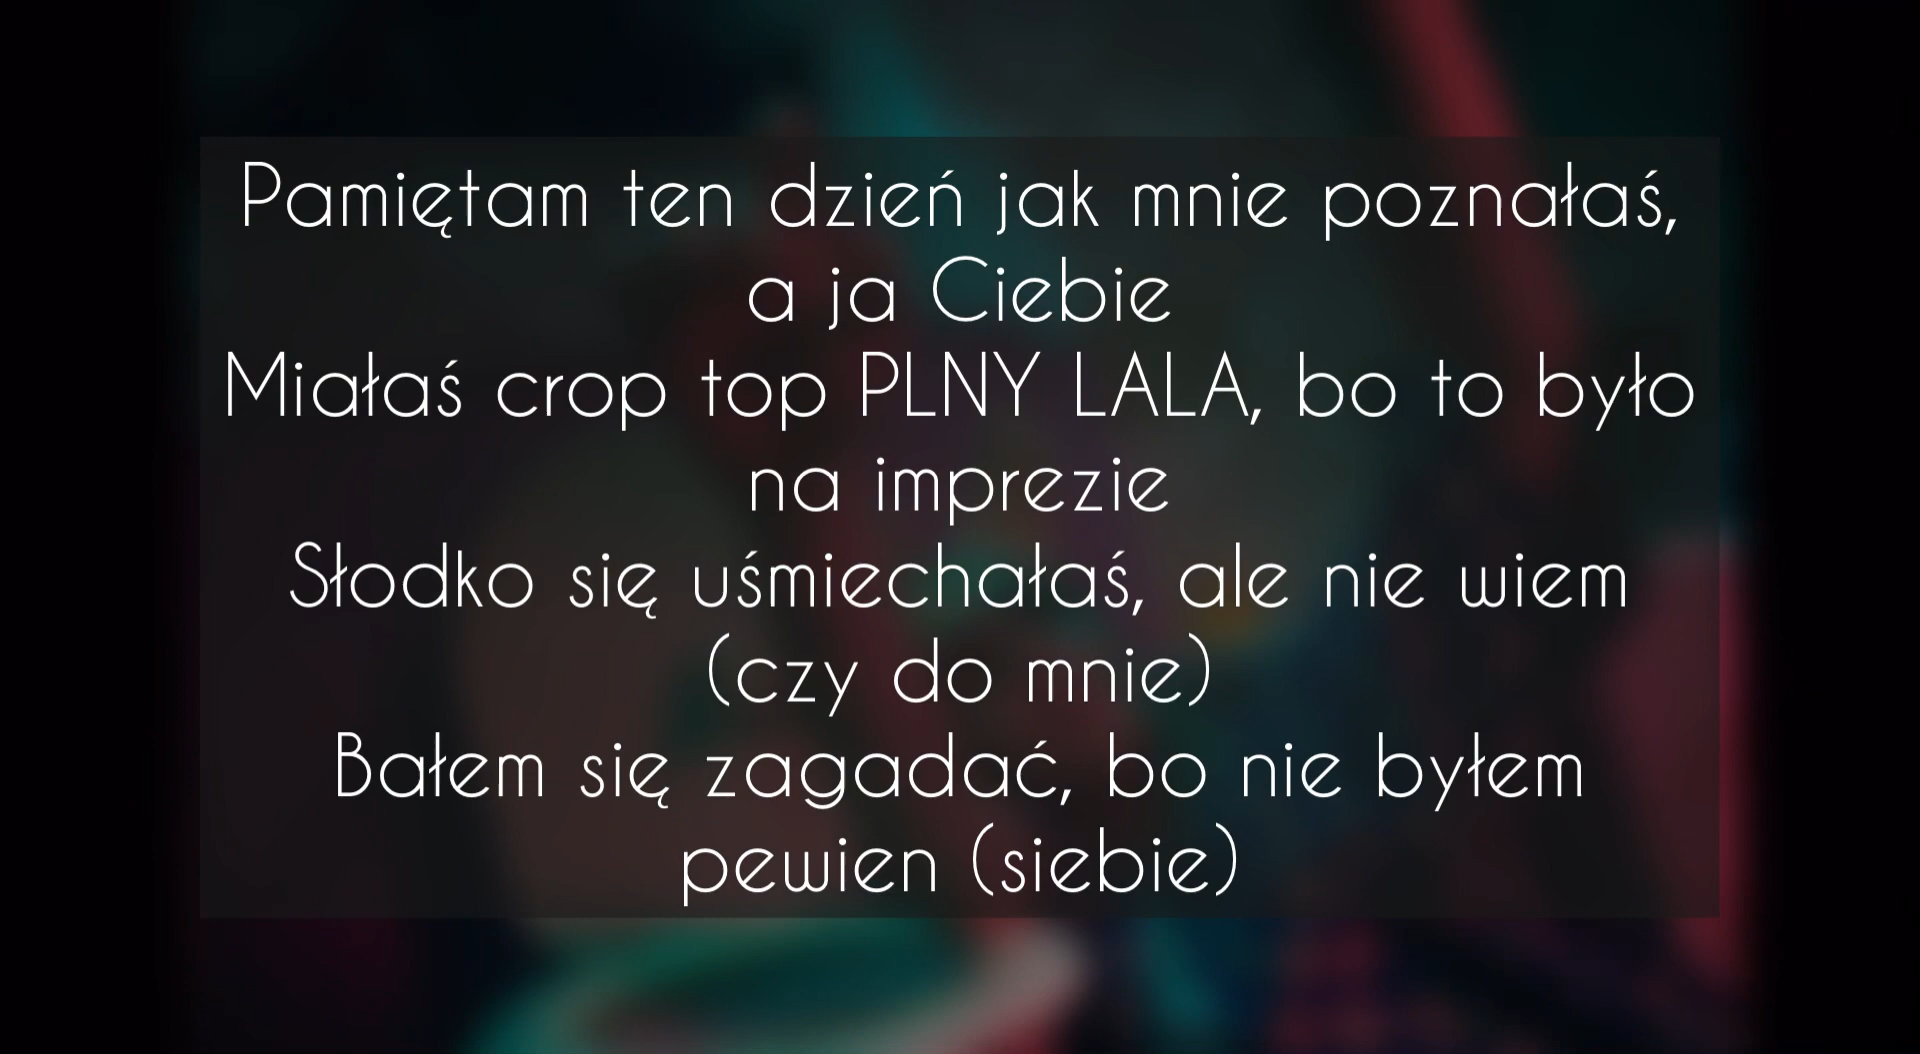 Pamiętam ten dzień jak mnie poznałaś,
a ja Ciebie
Miałaś crop top PLNY LALA, bo to było
na imprezie
Słodko się uśmiechałaś, ale nie wiem
(czy do mnie)
Bałem się zagadać, bo nie byłem
pewien (siebie)